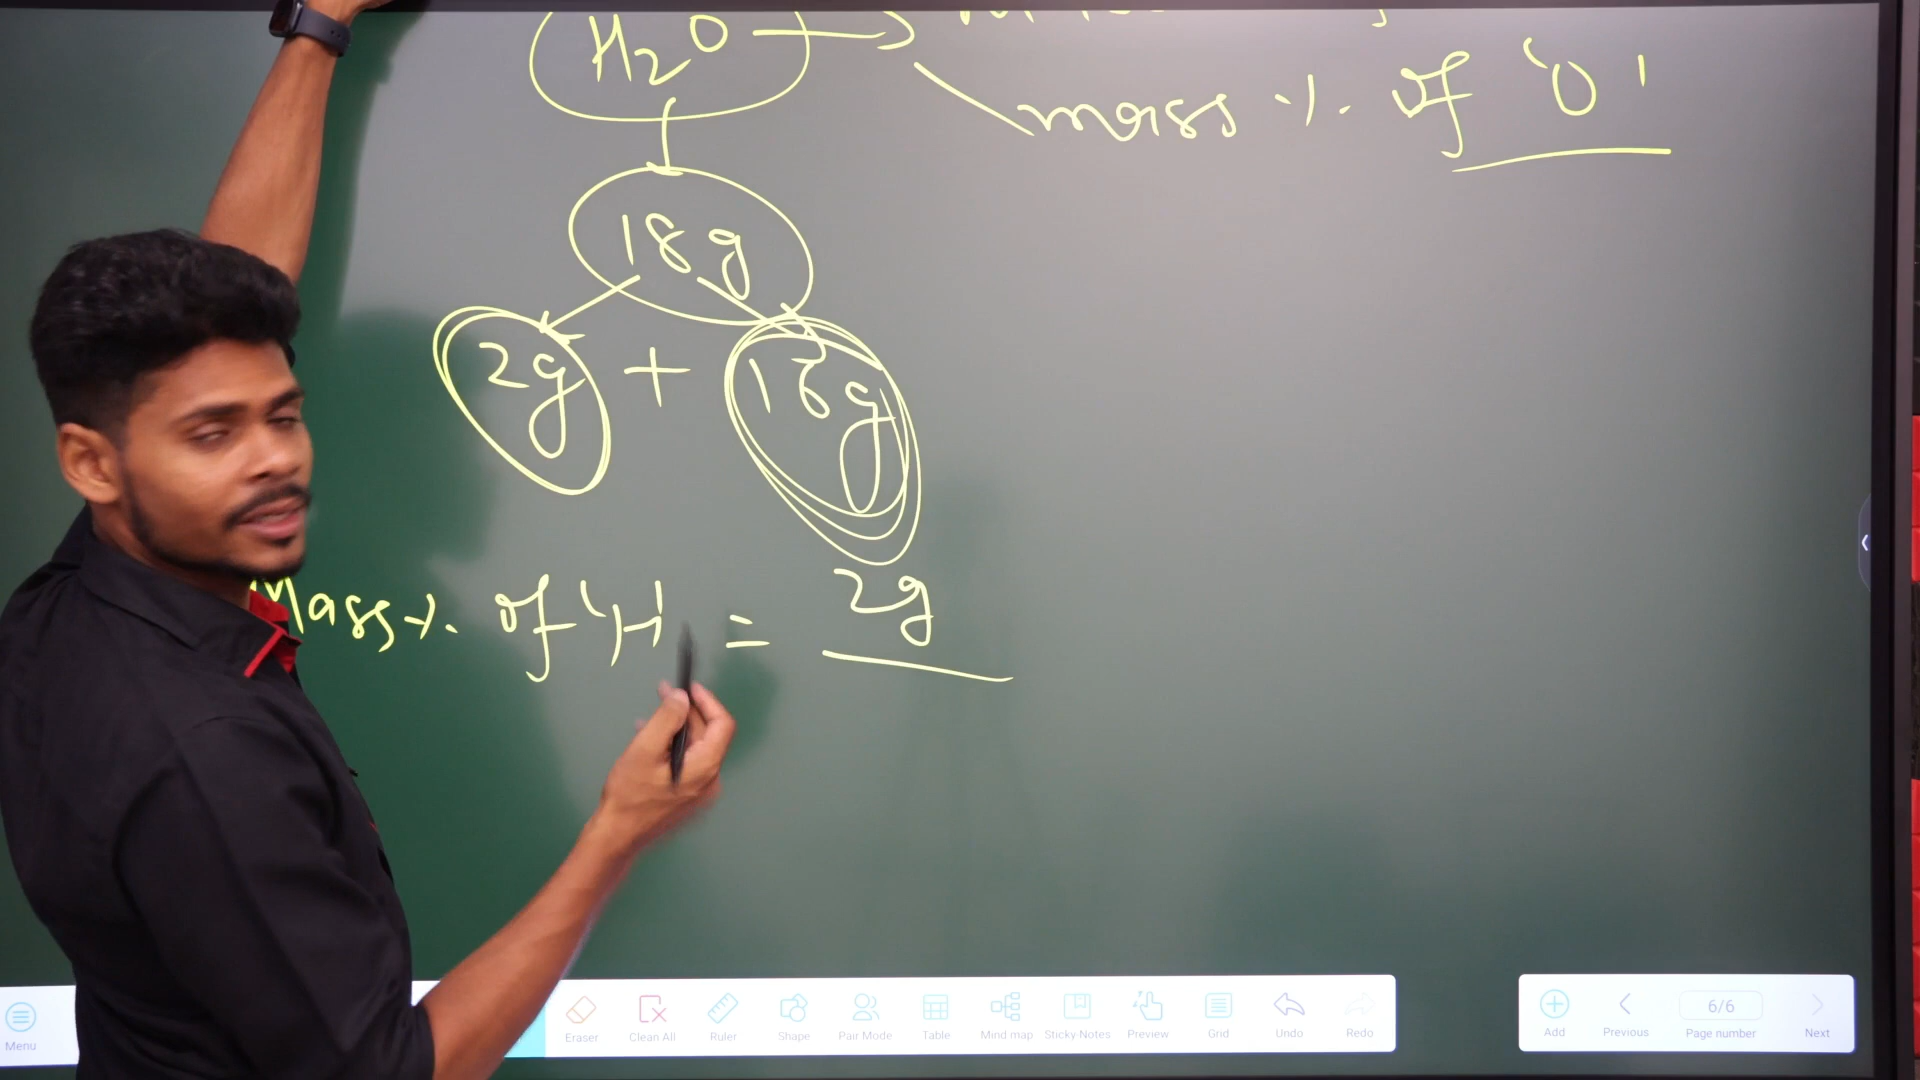 H2O →
mass %. of 'O'
18g
2g + 16g
Mass %. of 'H' = 2g
Menu
Eraser
Clean All
Ruler
Shape
Pair Mode
Table
Mind map
Sticky Notes
Preview
Grid
Undo
Redo
Add
Previous
6/6
Page number
Next